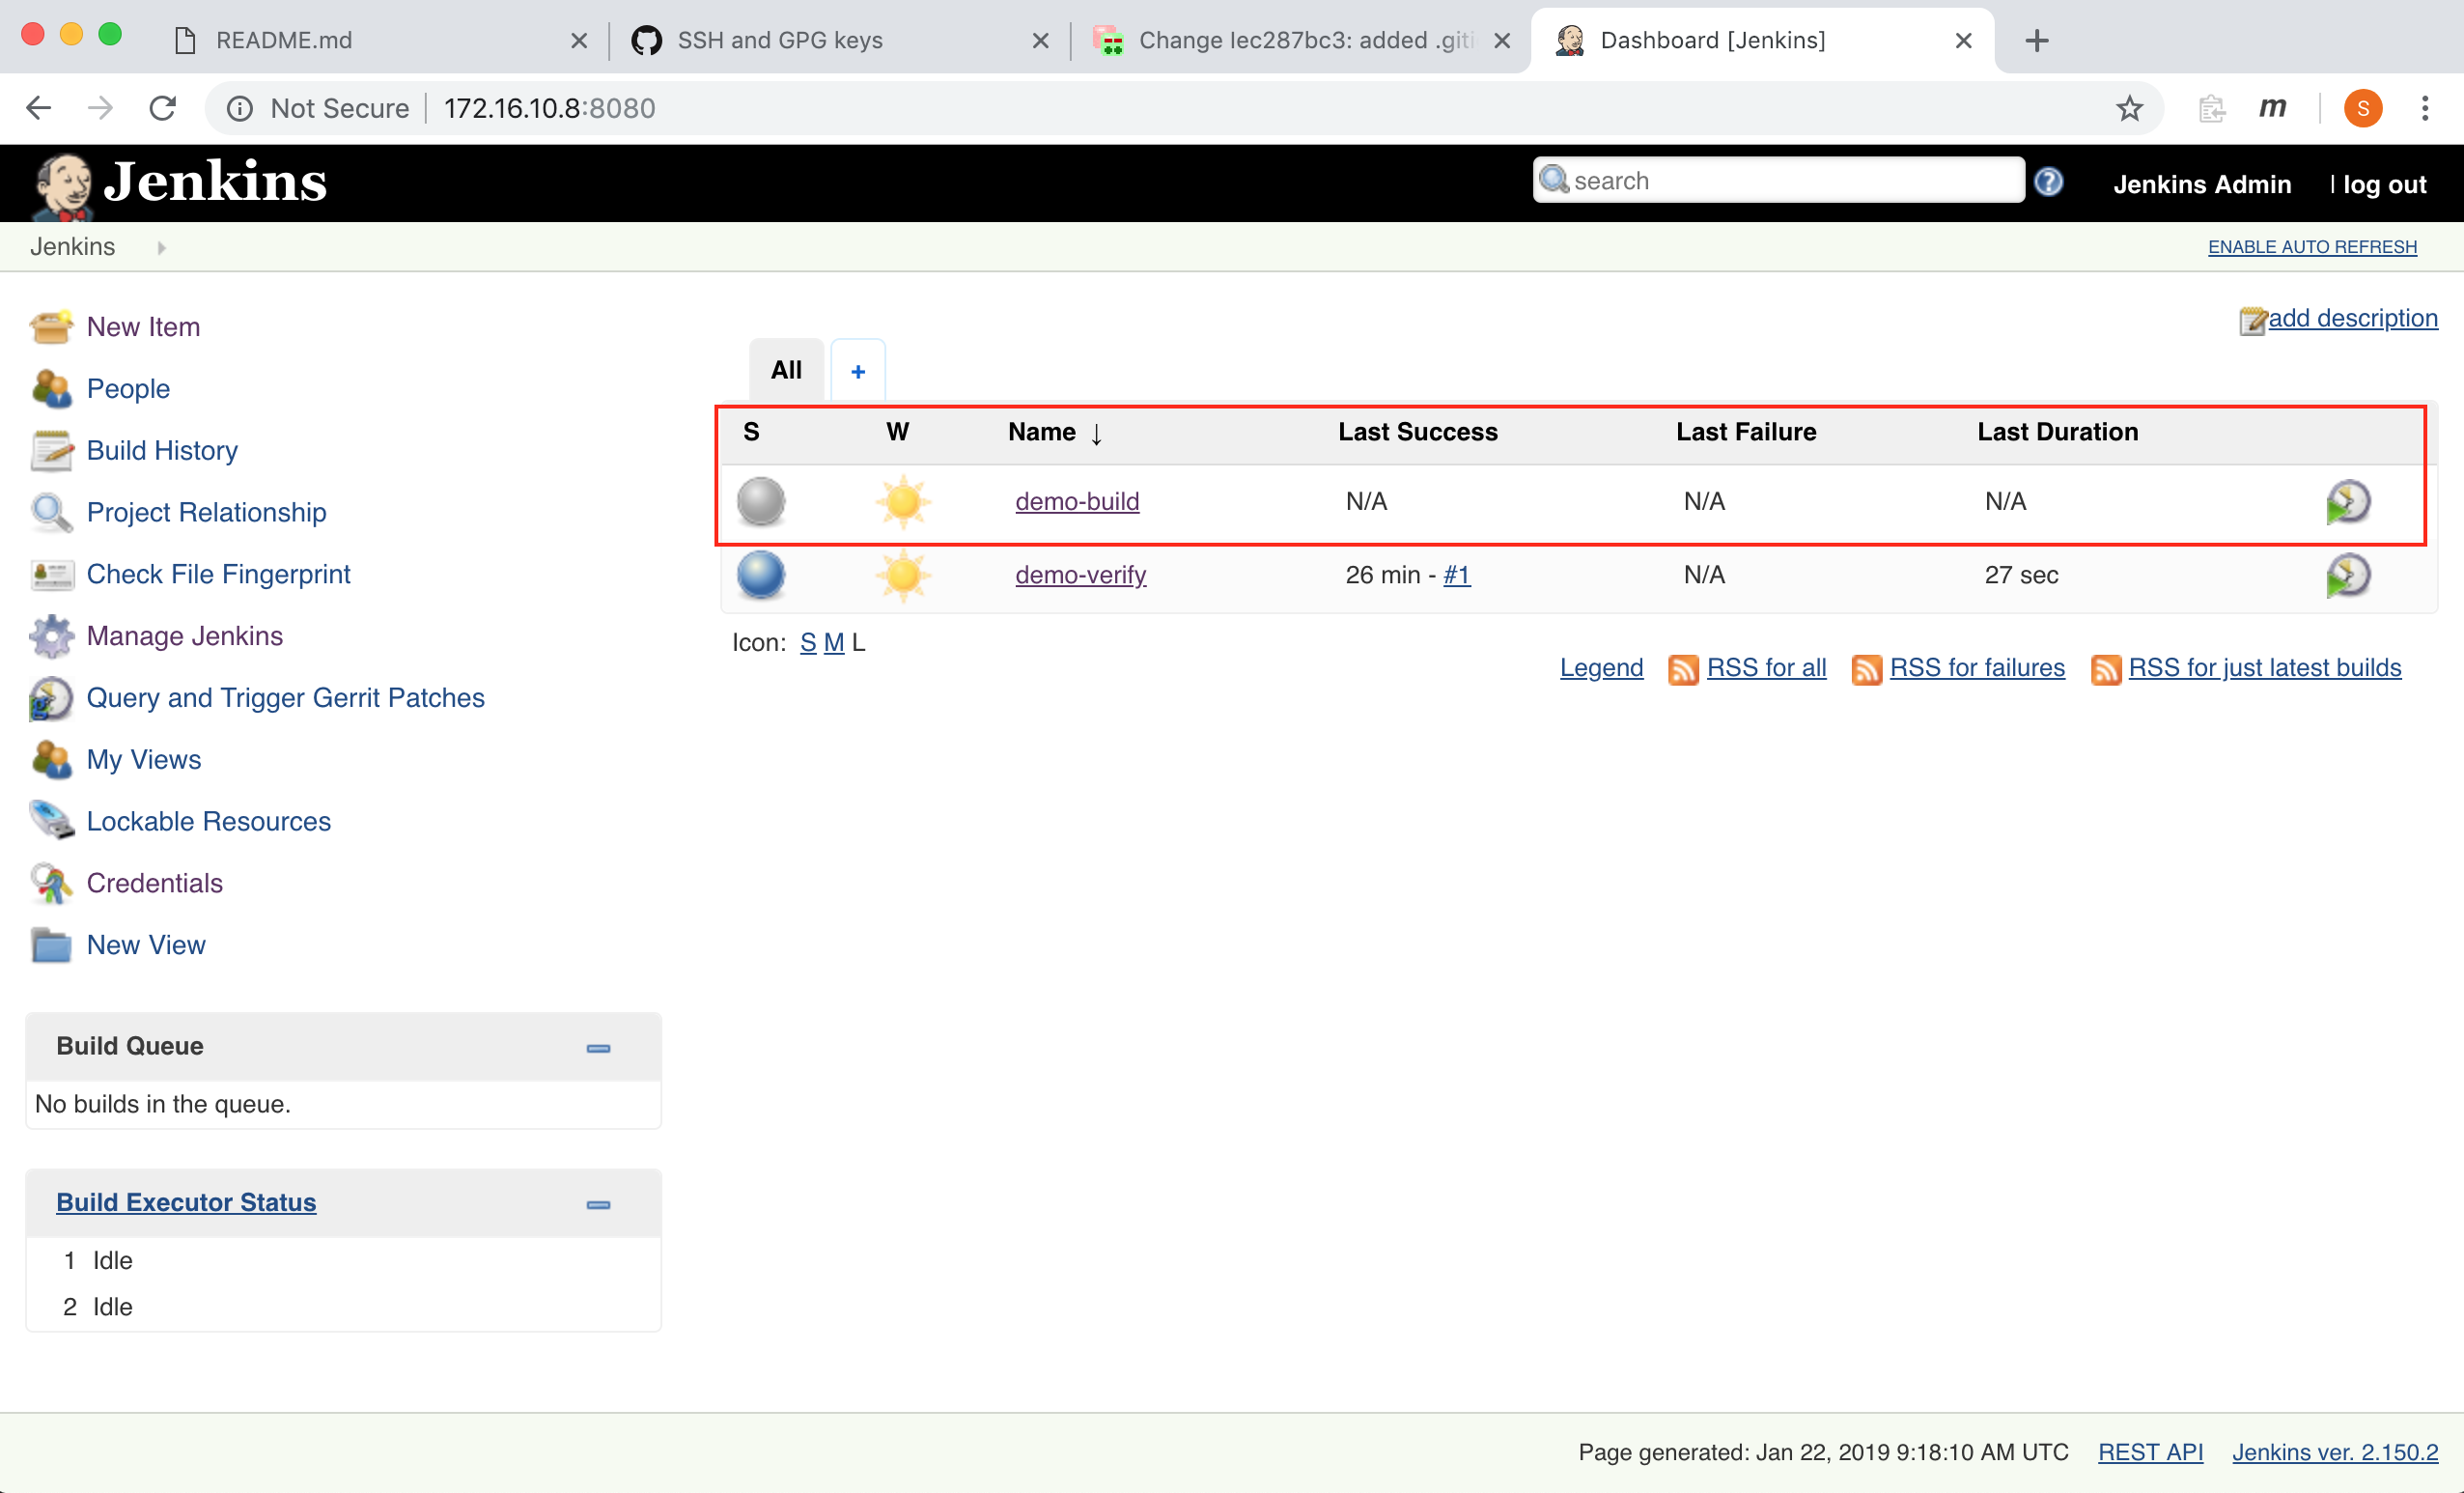 README.md
SSH and GPG keys
Change Iec287bc3: added .giti
Dashboard [Jenkins]
Not Secure 172.16.10.8:8080
m
S
Jenkins
search
Jenkins Admin | log out
Jenkins
ENABLE AUTO REFRESH
New Item
People
Build History
Project Relationship
Check File Fingerprint
Manage Jenkins
Query and Trigger Gerrit Patches
My Views
Lockable Resources
Credentials
New View
Build Queue
No builds in the queue.
Build Executor Status
1 Idle
2 Idle
add description
All +
S W Name ↓ Last Success Last Failure Last Duration
demo-build N/A N/A N/A
demo-verify 26 min - #1 N/A 27 sec
Icon: S M L
Legend RSS for all RSS for failures RSS for just latest builds
Page generated: Jan 22, 2019 9:18:10 AM UTC REST API Jenkins ver. 2.150.2